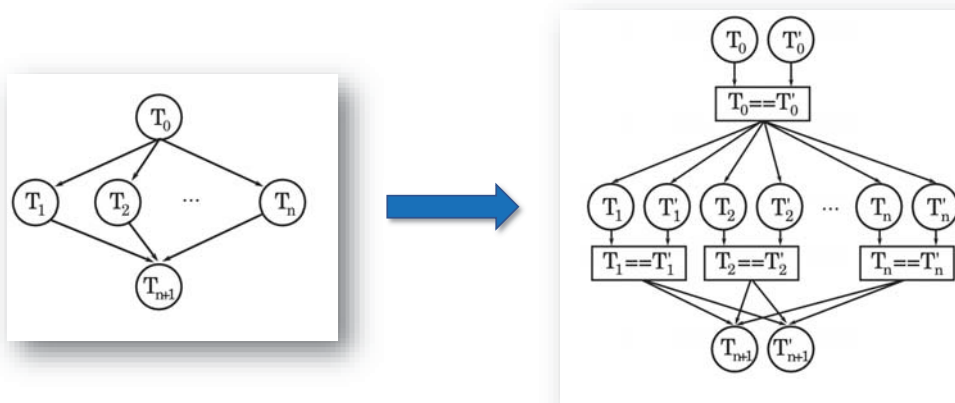 T₀
T₁ T₂ ... Tₙ
Tₙ₊₁
T₀ T'₀
T₀==T'₀
T₁ T'₁ T₂ T'₂ ... Tₙ T'ₙ
T₁==T'₁ T₂==T'₂ Tₙ==T'ₙ
Tₙ₊₁ T'ₙ₊₁